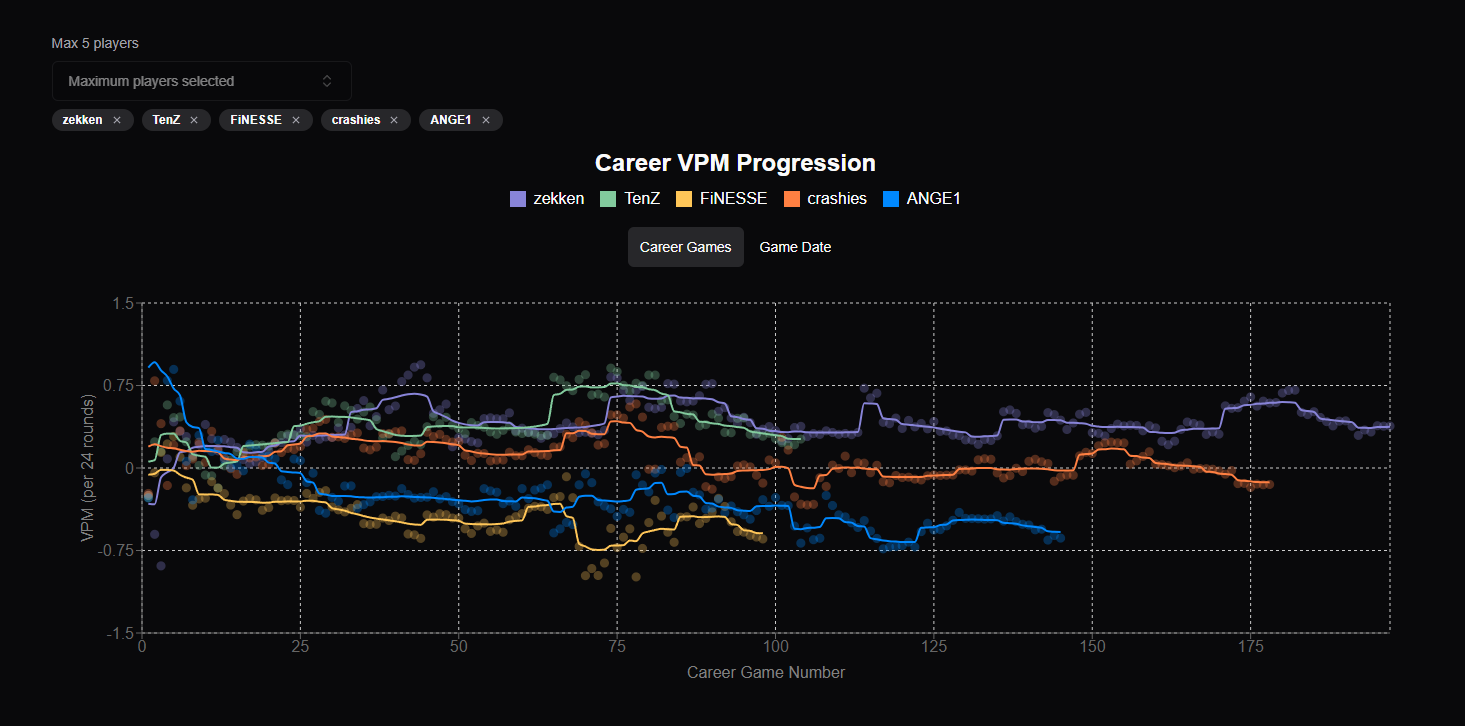 Max 5 players
Maximum players selected
zekken × TenZ × FiNESSE × crashies × ANGE1 ×
Career VPM Progression
zekken TenZ FiNESSE crashies ANGE1
Career Games Game Date
VPM (per 24 rounds)
1.5
0.75
0
-0.75
-1.5
0 25 50 75 100 125 150 175
Career Game Number